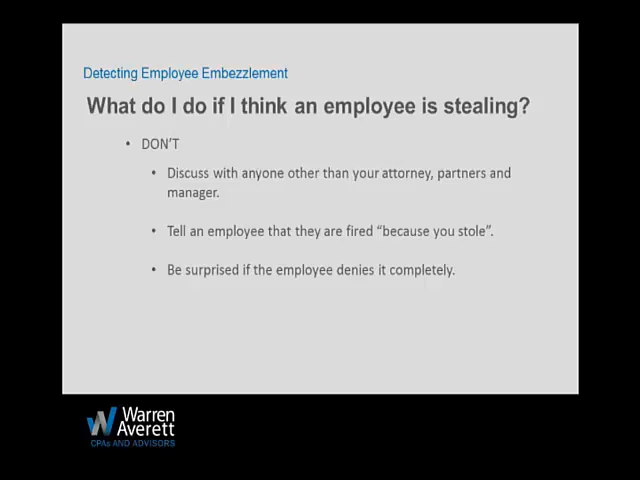 Detecting Employee Embezzlement
What do I do if I think an employee is stealing?
• DON'T
• Discuss with anyone other than your attorney, partners and
manager.
• Tell an employee that they are fired “because you stole”.
• Be surprised if the employee denies it completely.
Warren
Averett
CPAs AND ADVISORS